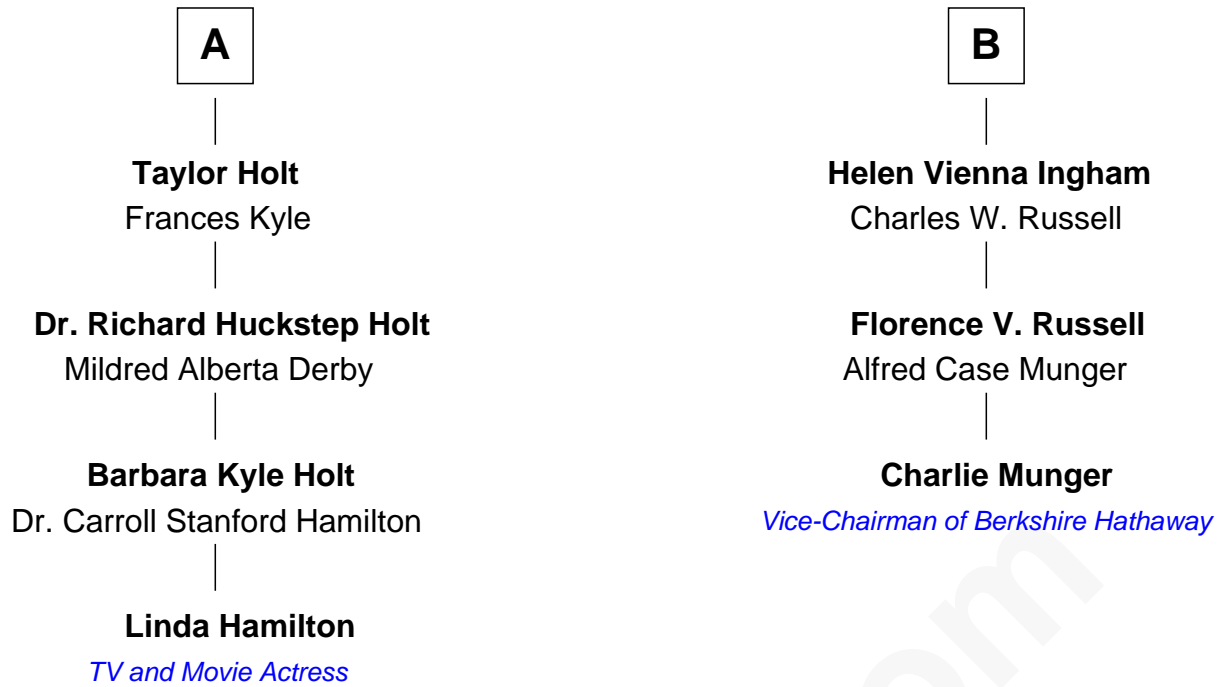 A
Taylor Holt
Frances Kyle
Dr. Richard Huckstep Holt
Mildred Alberta Derby
Barbara Kyle Holt
Dr. Carroll Stanford Hamilton
Linda Hamilton
TV and Movie Actress
B
Helen Vienna Ingham
Charles W. Russell
Florence V. Russell
Alfred Case Munger
Charlie Munger
Vice-Chairman of Berkshire Hathaway
om